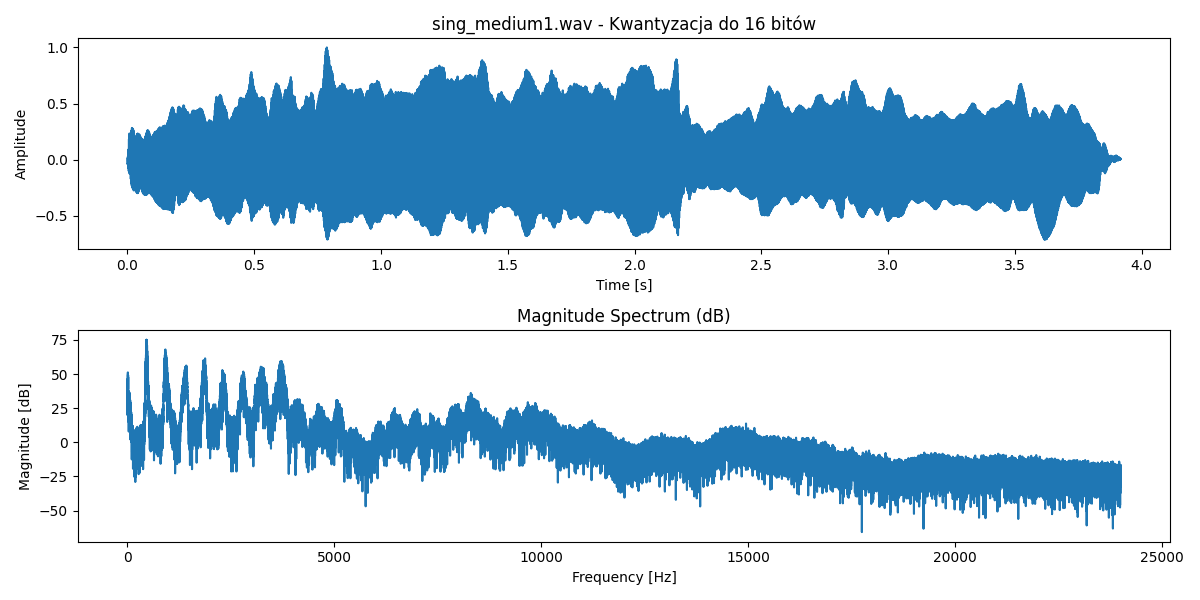 sing_medium1.wav - Kwantyzacja do 16 bitów
1.0
0.5
0.0
−0.5
Amplitude
0.0 0.5 1.0 1.5 2.0 2.5 3.0 3.5 4.0
Time [s]
Magnitude Spectrum (dB)
75
50
25
0
−25
−50
Magnitude [dB]
0 5000 10000 15000 20000 25000
Frequency [Hz]